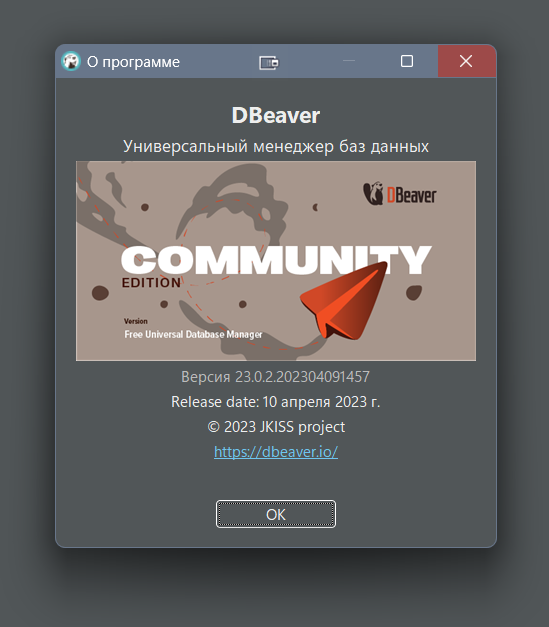 О программе
DBeaver
Универсальный менеджер баз данных
DBeaver
COMMUNITY
EDITION
Version
Free Universal Database Manager
Версия 23.0.2.202304091457
Release date: 10 апреля 2023 г.
© 2023 JKISS project
https://dbeaver.io/
OK